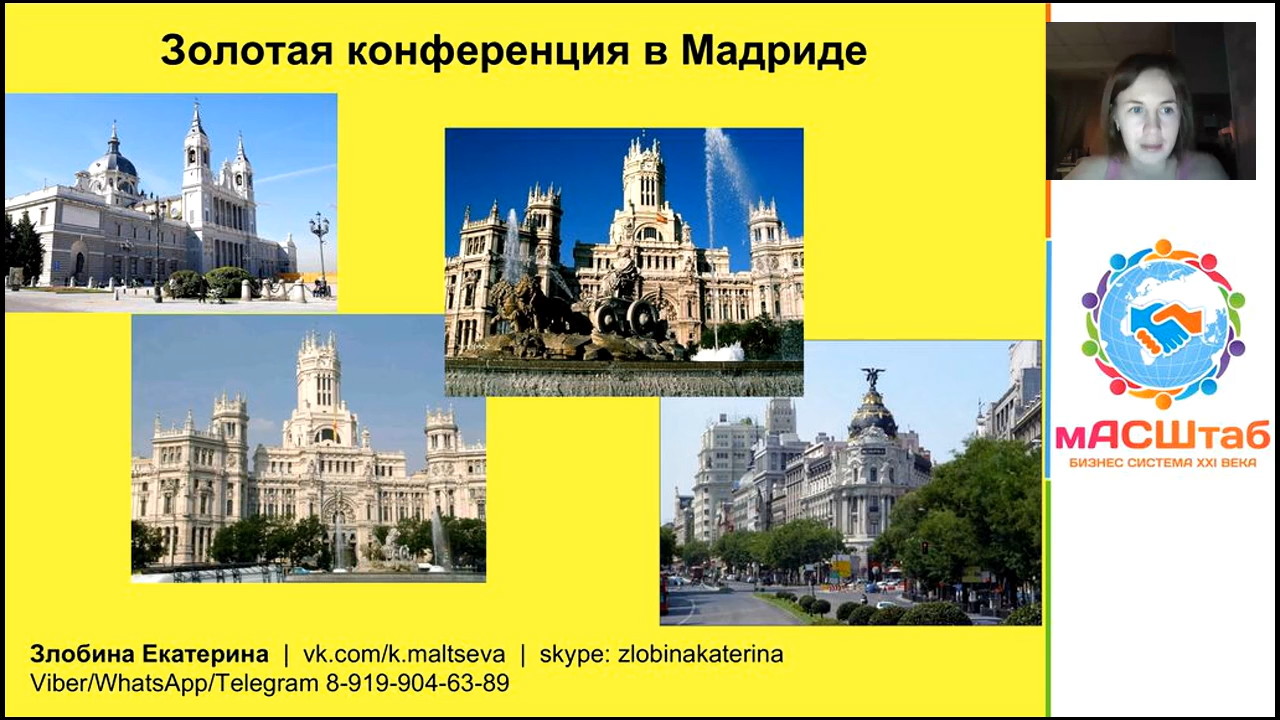 Золотая конференция в Мадриде
мАСШтаб
БИЗНЕС СИСТЕМА XXI ВЕКА
Злобина Екатерина | vk.com/k.maltseva | skype: zlobinakaterina
Viber/WhatsApp/Telegram 8-919-904-63-89